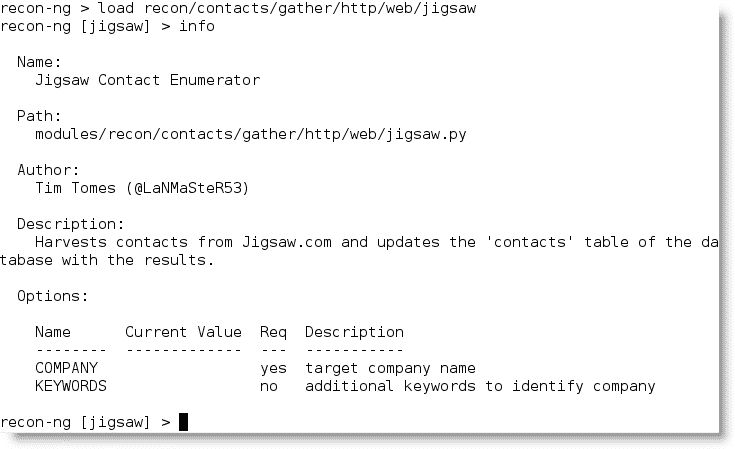 recon-ng > load recon/contacts/gather/http/web/jigsaw
recon-ng [jigsaw] > info
Name:
Jigsaw Contact Enumerator
Path:
modules/recon/contacts/gather/http/web/jigsaw.py
Author:
Tim Tomes (@LaNMaSteR53)
Description:
Harvests contacts from Jigsaw.com and updates the 'contacts' table of the da
tabase with the results.
Options:
Name      Current Value  Req  Description
--------  -------------  ---  -----------
COMPANY                  yes  target company name
KEYWORDS                 no   additional keywords to identify company
recon-ng [jigsaw] >